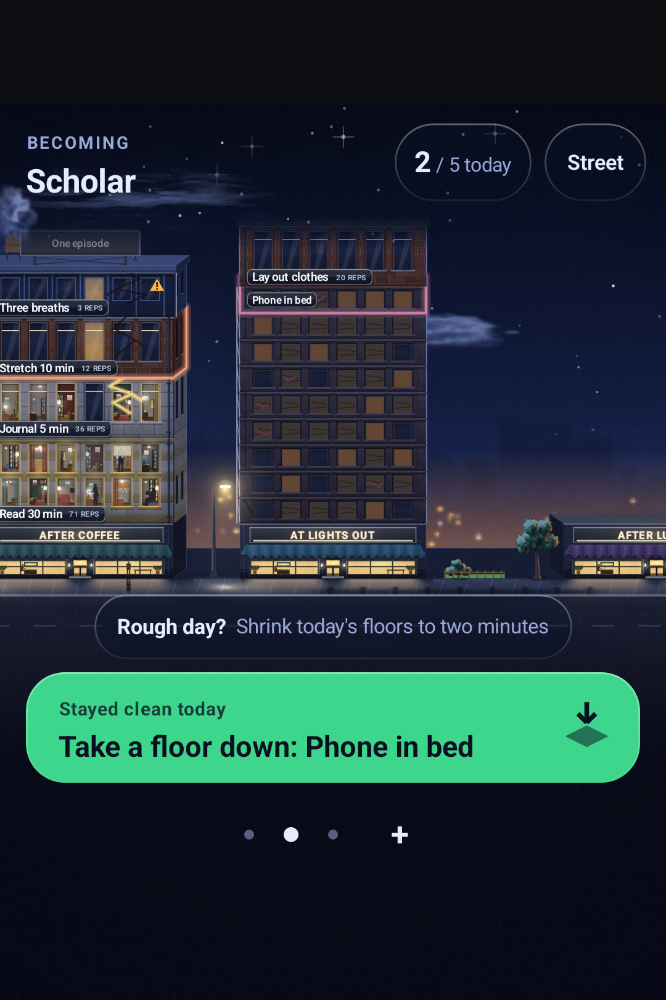 BECOMING
Scholar
2 / 5 today
Street
One episode
Three breaths 3 REPS
Stretch 10 min 12 REPS
Journal 5 min 36 REPS
Read 30 min 71 REPS
AFTER COFFEE
Lay out clothes 20 REPS
Phone in bed
AT LIGHTS OUT
AFTER LU
Rough day? Shrink today's floors to two minutes
Stayed clean today
Take a floor down: Phone in bed